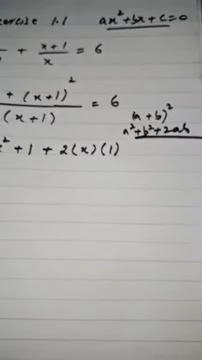 ercise 1.1 ax² + bx + c = 0
+ (x+1)/x = 6
+ (x+1)² / (x+1) = 6
(a + b)²
a² + b² + 2ab
² + 1 + 2(x)(1)